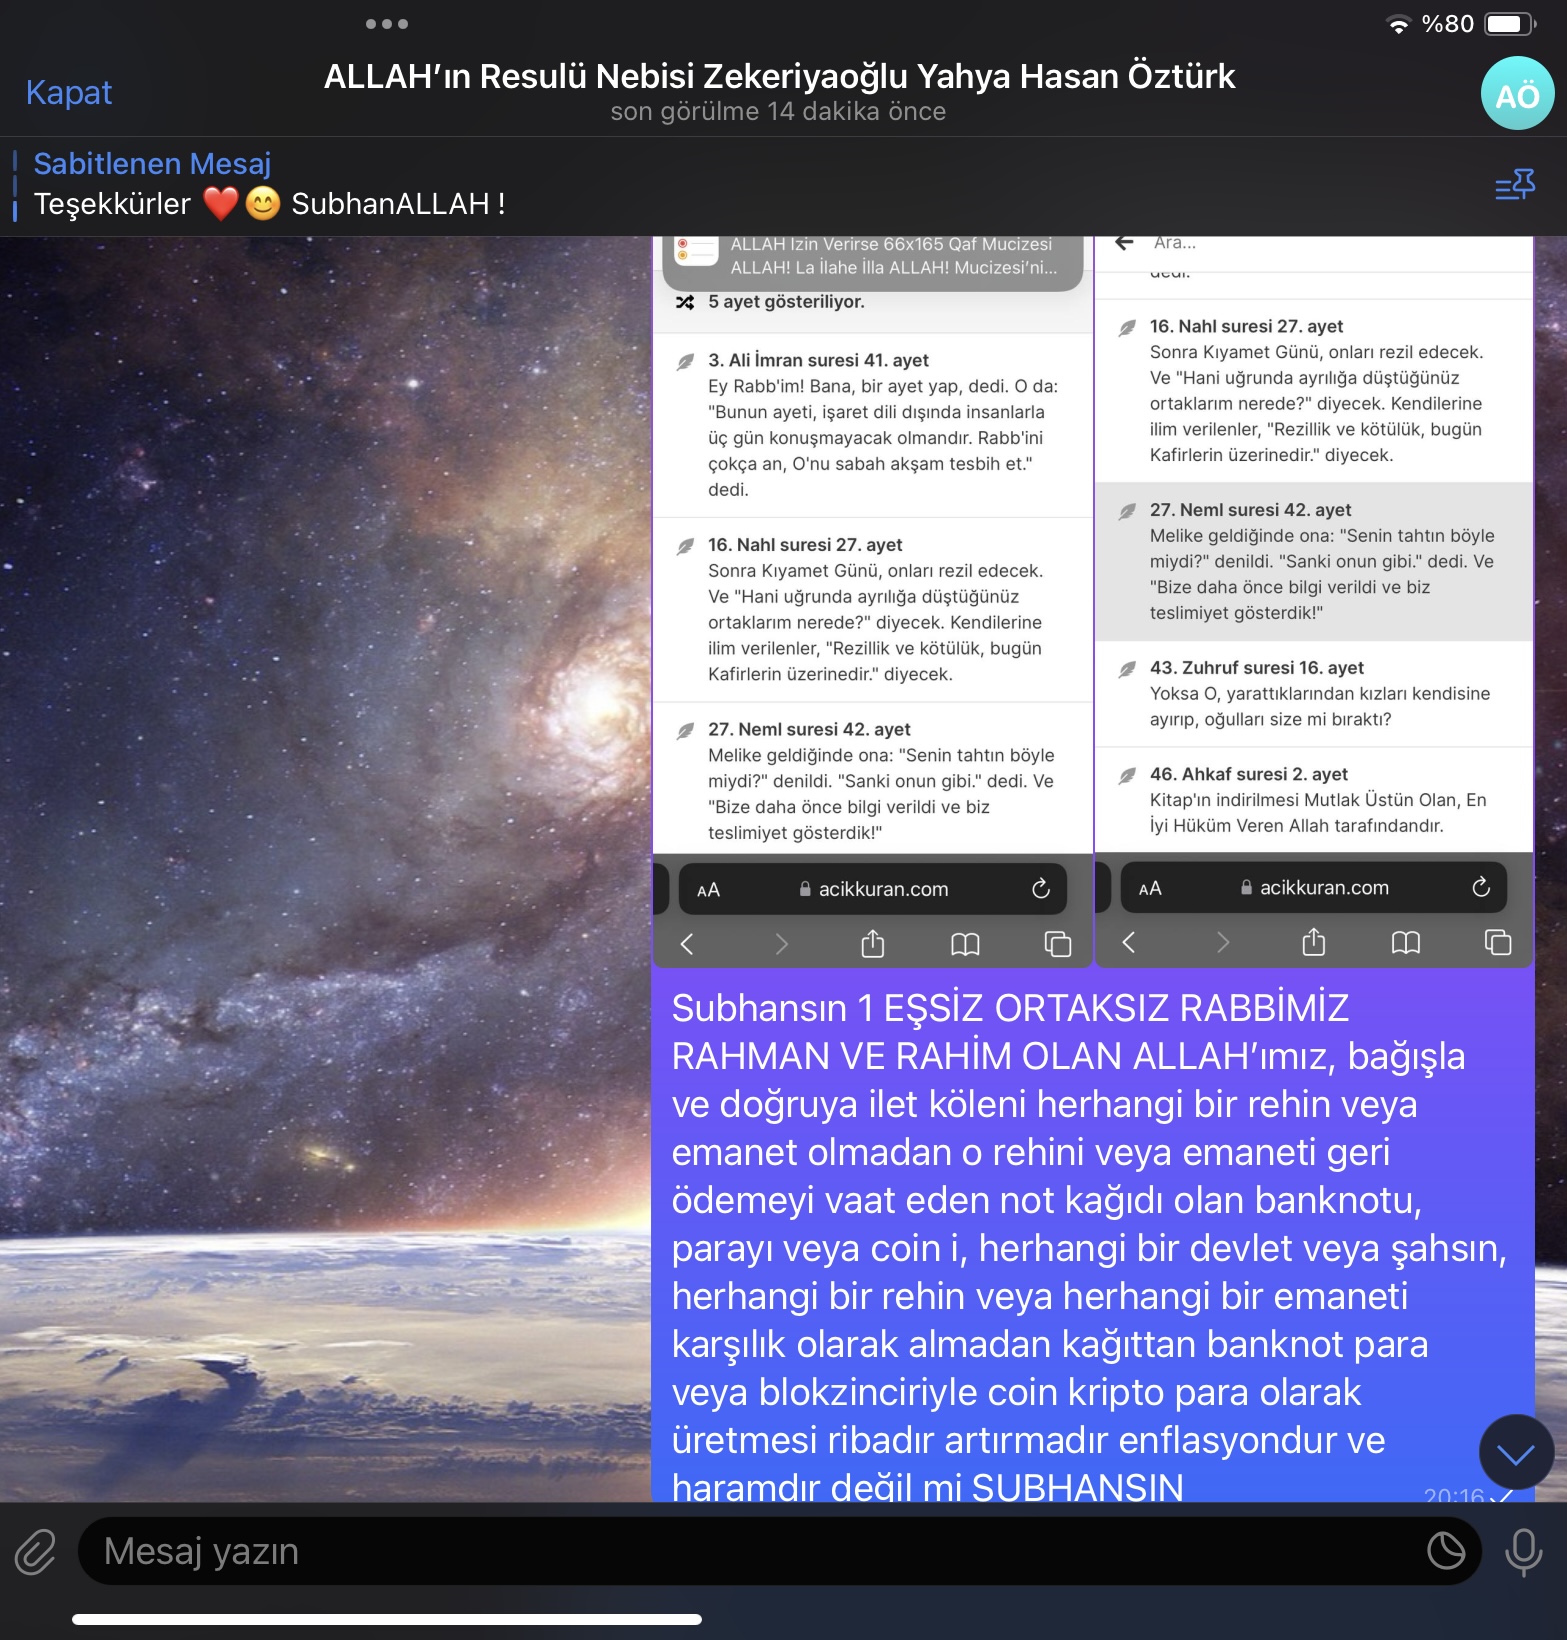 %80
Kapat
ALLAH’ın Resulü Nebisi Zekeriyaoğlu Yahya Hasan Öztürk
son görülme 14 dakika önce
AÖ
Sabitlenen Mesaj
Teşekkürler ❤️😊 SubhanALLAH !
ALLAH İzin Verirse 66x165 Qaf Mucizesi
ALLAH! La İlahe İlla ALLAH! Mucizesi’ni...
5 ayet gösteriliyor.
3. Ali İmran suresi 41. ayet
Ey Rabb'im! Bana, bir ayet yap, dedi. O da:
"Bunun ayeti, işaret dili dışında insanlarla
üç gün konuşmayacak olmandır. Rabb'ini
çokça an, O'nu sabah akşam tesbih et."
dedi.
16. Nahl suresi 27. ayet
Sonra Kıyamet Günü, onları rezil edecek.
Ve "Hani uğrunda ayrılığa düştüğünüz
ortaklarım nerede?" diyecek. Kendilerine
ilim verilenler, "Rezillik ve kötülük, bugün
Kafirlerin üzerinedir." diyecek.
27. Neml suresi 42. ayet
Melike geldiğinde ona: "Senin tahtın böyle
miydi?" denildi. "Sanki onun gibi." dedi. Ve
"Bize daha önce bilgi verildi ve biz
teslimiyet gösterdik!"
AA
acikkuran.com
Ara...
dedi.
16. Nahl suresi 27. ayet
Sonra Kıyamet Günü, onları rezil edecek.
Ve "Hani uğrunda ayrılığa düştüğünüz
ortaklarım nerede?" diyecek. Kendilerine
ilim verilenler, "Rezillik ve kötülük, bugün
Kafirlerin üzerinedir." diyecek.
27. Neml suresi 42. ayet
Melike geldiğinde ona: "Senin tahtın böyle
miydi?" denildi. "Sanki onun gibi." dedi. Ve
"Bize daha önce bilgi verildi ve biz
teslimiyet gösterdik!"
43. Zuhruf suresi 16. ayet
Yoksa O, yarattıklarından kızları kendisine
ayırıp, oğulları size mi bıraktı?
46. Ahkaf suresi 2. ayet
Kitap'ın indirilmesi Mutlak Üstün Olan, En
İyi Hüküm Veren Allah tarafındandır.
AA
acikkuran.com
Subhansın 1 EŞSİZ ORTAKSIZ RABBİMİZ
RAHMAN VE RAHİM OLAN ALLAH’ımız, bağışla
ve doğruya ilet köleni herhangi bir rehin veya
emanet olmadan o rehini veya emaneti geri
ödemeyi vaat eden not kağıdı olan banknotu,
parayı veya coin i, herhangi bir devlet veya şahsın,
herhangi bir rehin veya herhangi bir emaneti
karşılık olarak almadan kağıttan banknot para
veya blokzinciriyle coin kripto para olarak
üretmesi ribadır artırmadır enflasyondur ve
haramdır değil mi SUBHANSIN
20:16
Mesaj yazın